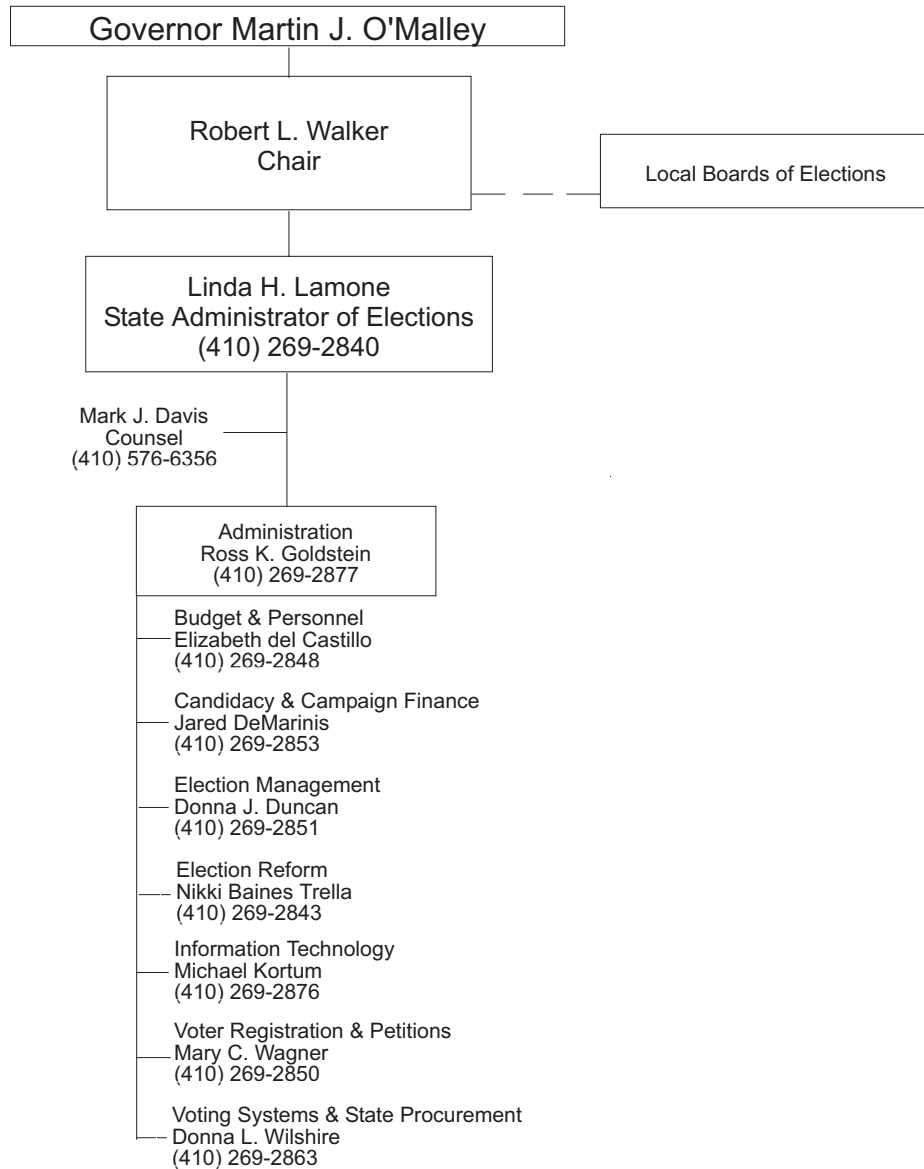 Governor Martin J. O'Malley
Robert L. Walker
Chair
Local Boards of Elections
Linda H. Lamone
State Administrator of Elections
(410) 269-2840
Mark J. Davis
Counsel
(410) 576-6356
Administration
Ross K. Goldstein
(410) 269-2877
Budget & Personnel
Elizabeth del Castillo
(410) 269-2848
Candidacy & Campaign Finance
Jared DeMarinis
(410) 269-2853
Election Management
Donna J. Duncan
(410) 269-2851
Election Reform
Nikki Baines Trella
(410) 269-2843
Information Technology
Michael Kortum
(410) 269-2876
Voter Registration & Petitions
Mary C. Wagner
(410) 269-2850
Voting Systems & State Procurement
Donna L. Wilshire
(410) 269-2863